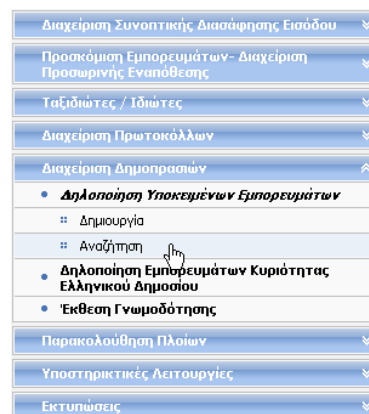 Διαχείριση Συνοπτικής Διασάφησης Εισόδου
Προσκόμιση Εμπορευμάτων- Διαχείριση
Προσωρινής Εναπόθεσης
Ταξιδιώτες / Ιδιώτες
Διαχείριση Πρωτοκόλλων
Διαχείριση Δημοπρασιών
Δηλοποίηση Υποκειμένων Εμπορευμάτων
Δημιουργία
Αναζήτηση
Δηλοποίηση Εμπορευμάτων Κυριότητας
Ελληνικού Δημοσίου
Έκθεση Γνωμοδότησης
Παρακολούθηση Πλοίων
Υποστηρικτικές Λειτουργίες
Εκτυπώσεις